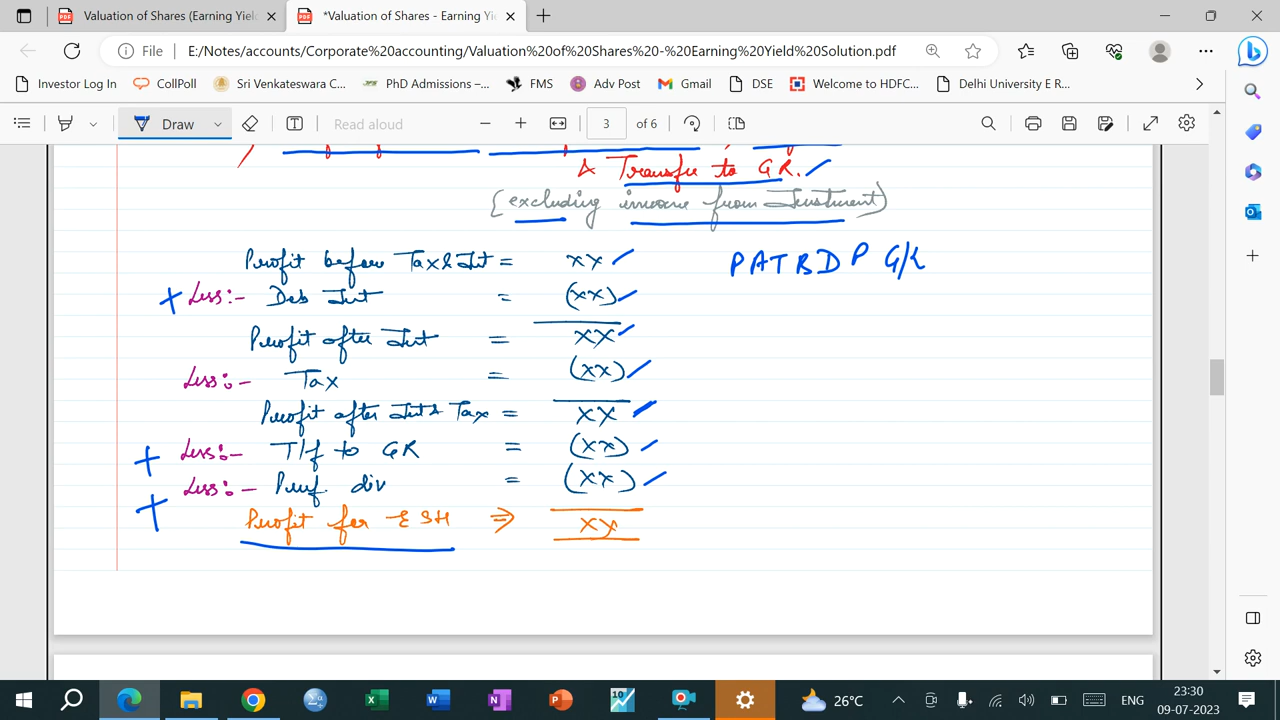 Valuation of Shares (Earning Yiel
*Valuation of Shares - Earning Yi
File E:/Notes/accounts/Corporate%20accounting/Valuation%20of%20Shares%20-%20Earning%20Yield%20Solution.pdf
Investor Log In CollPoll Sri Venkateswara C... PhD Admissions –... FMS Adv Post Gmail DSE Welcome to HDFC... Delhi University E R...
Draw Read aloud 3 of 6
& Transfer to GR.
(excluding income from Investment)
Profit before Tax & Int = xx PATBDP G/R
+ Less:- Deb Int = (xx)
Profit after Int = xx
Less:- Tax = (xx)
Profit after Int & Tax = xx
+ Less:- T/f to GR = (xx)
+ Less:- Pref. div = (xx)
Profit for ESH ⇒ xx
26°C ENG 23:30
09-07-2023